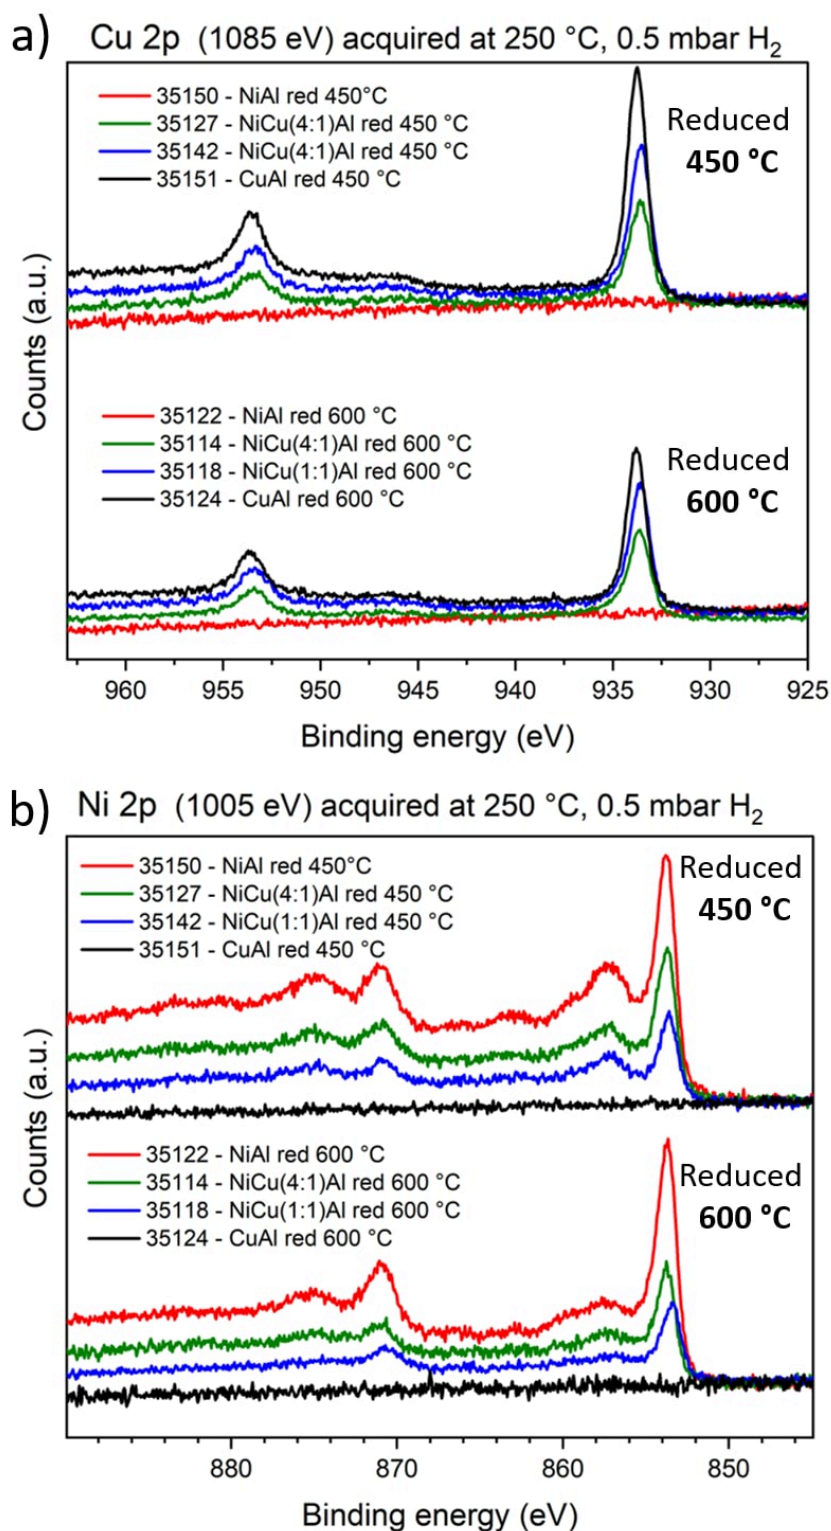 a) Cu 2p (1085 eV) acquired at 250 °C, 0.5 mbar H2
35150 - NiAl red 450°C
35127 - NiCu(4:1)Al red 450 °C
35142 - NiCu(4:1)Al red 450 °C
35151 - CuAl red 450 °C
Reduced
450 °C
35122 - NiAl red 600 °C
35114 - NiCu(4:1)Al red 600 °C
35118 - NiCu(1:1)Al red 600 °C
35124 - CuAl red 600 °C
Reduced
600 °C
Counts (a.u.)
960 955 950 945 940 935 930 925
Binding energy (eV)
b) Ni 2p (1005 eV) acquired at 250 °C, 0.5 mbar H2
35150 - NiAl red 450°C
35127 - NiCu(4:1)Al red 450 °C
35142 - NiCu(1:1)Al red 450 °C
35151 - CuAl red 450 °C
Reduced
450 °C
35122 - NiAl red 600 °C
35114 - NiCu(4:1)Al red 600 °C
35118 - NiCu(1:1)Al red 600 °C
35124 - CuAl red 600 °C
Reduced
600 °C
Counts (a.u.)
880 870 860 850
Binding energy (eV)